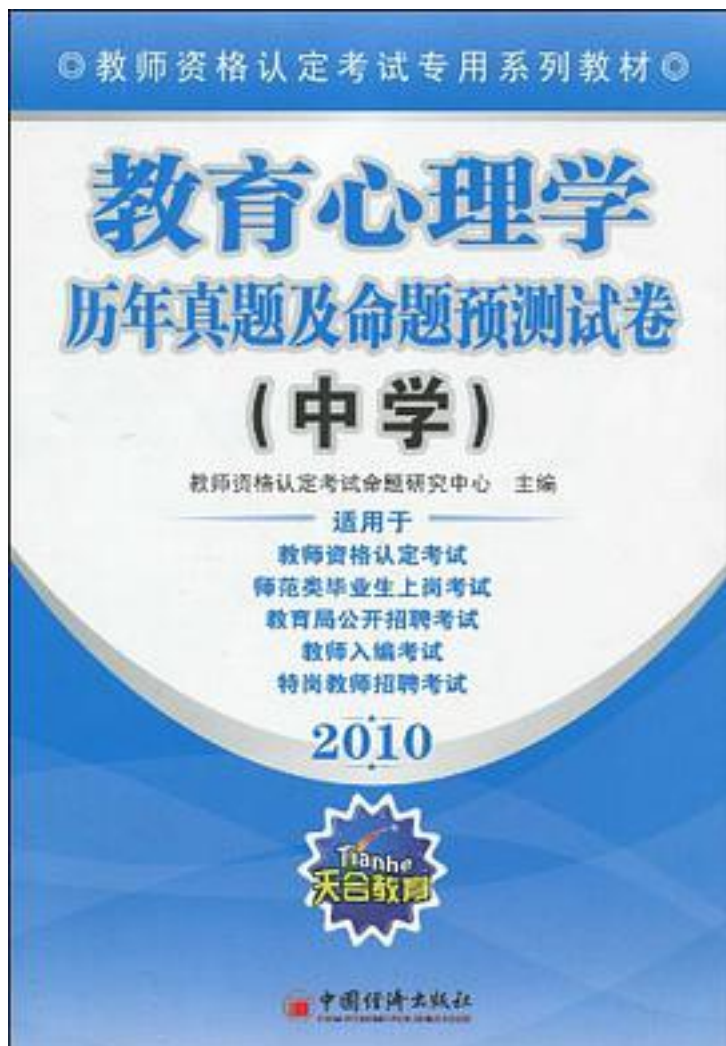 ◎教师资格认定考试专用系列教材◎
教育心理学
历年真题及命题预测试卷
(中学)
教师资格认定考试命题研究中心 主编
适用于
教师资格认定考试
师范类毕业生上岗考试
教育局公开招聘考试
教师入编考试
特岗教师招聘考试
2010
Tianhe
天合教育
中国经济出版社